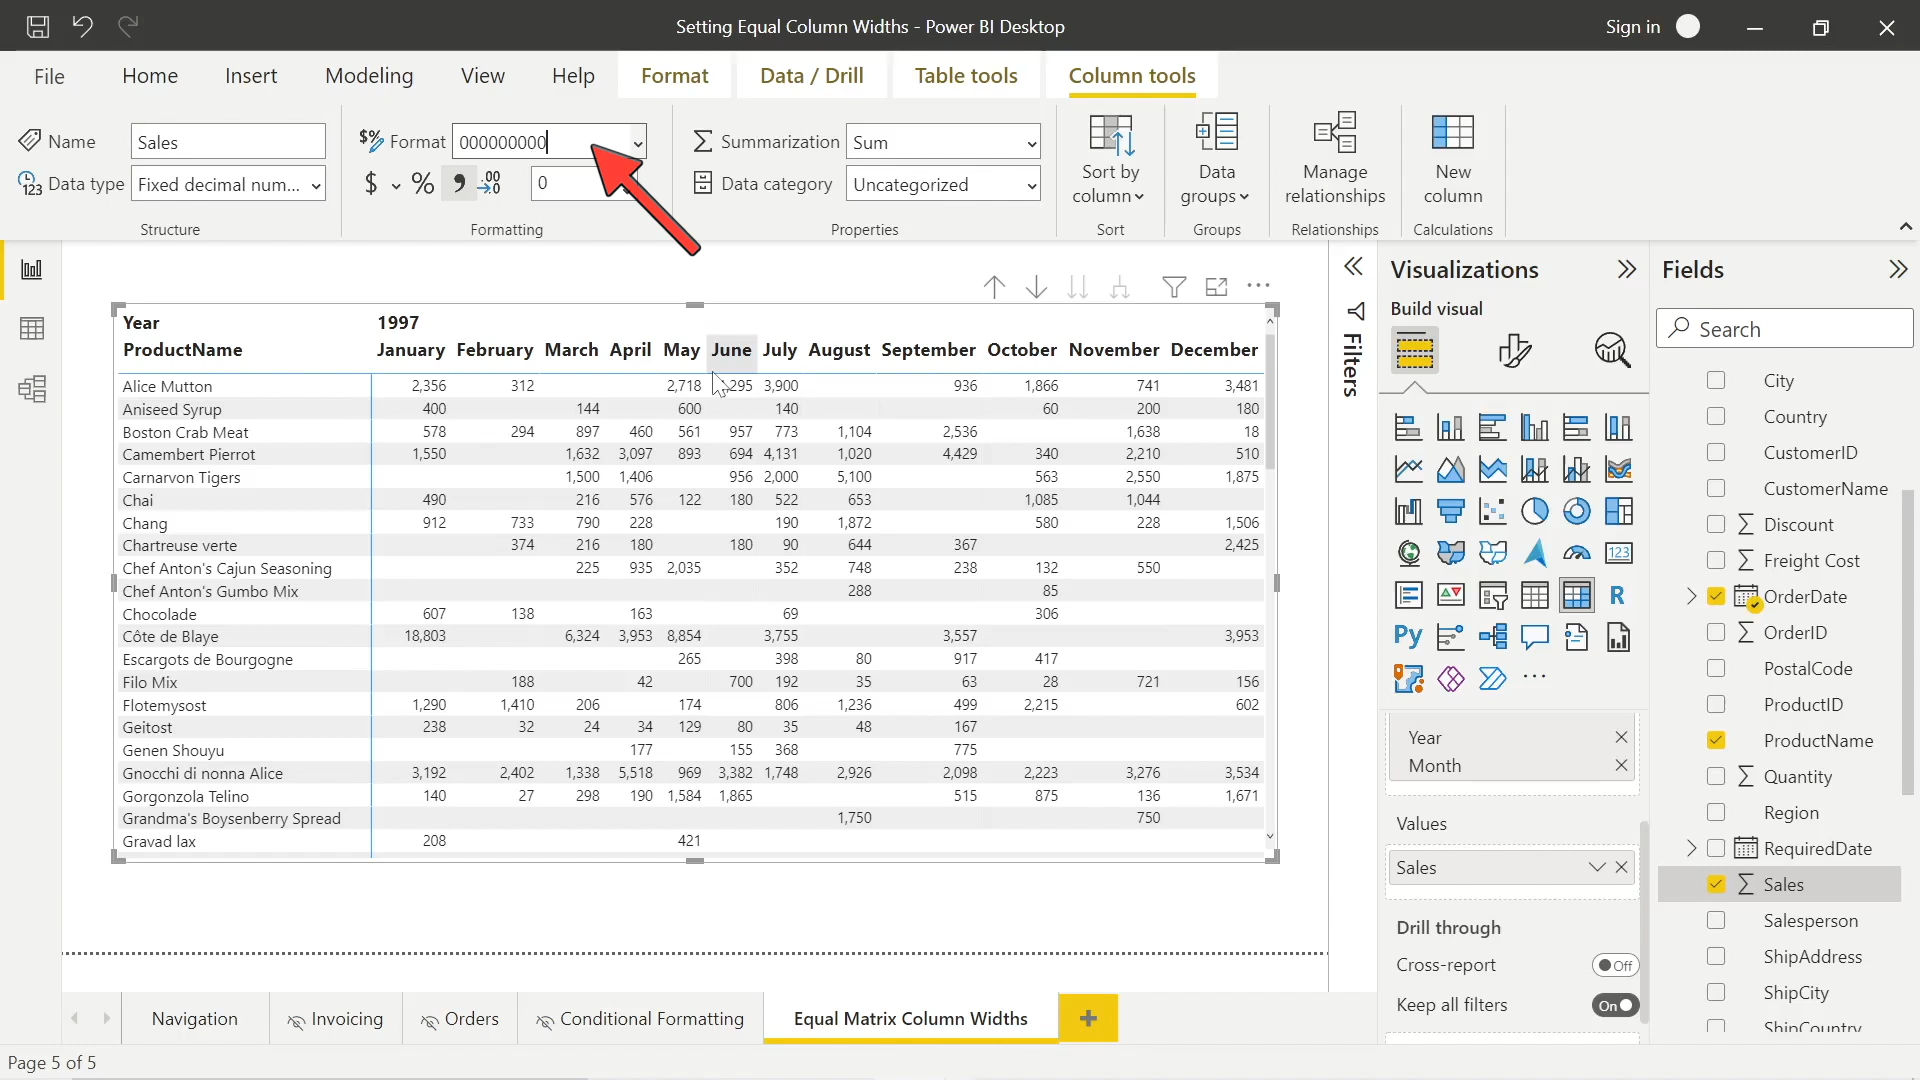 Setting Equal Column Widths - Power BI Desktop
Sign in
File Home Insert Modeling View Help Format Data / Drill Table tools Column tools
Name Sales
Data type Fixed decimal num...
Structure
Format 000000000
$ % 0
Formatting
Summarization Sum
Data category Uncategorized
Properties
Sort by column
Sort
Data groups
Groups
Manage relationships
Relationships
New column
Calculations
Year 1997
ProductName January February March April May June July August September October November December
Alice Mutton 2,356 312 2,718 295 3,900 936 1,866 741 3,481
Aniseed Syrup 400 144 600 140 60 200 180
Boston Crab Meat 578 294 897 460 561 957 773 1,104 2,536 1,638 18
Camembert Pierrot 1,550 1,632 3,097 893 694 4,131 1,020 4,429 340 2,210 510
Carnarvon Tigers 1,500 1,406 956 2,000 5,100 563 2,550 1,875
Chai 490 216 576 122 180 522 653 1,085 1,044
Chang 912 733 790 228 190 1,872 580 228 1,506
Chartreuse verte 374 216 180 180 90 644 367 2,425
Chef Anton's Cajun Seasoning 225 935 2,035 352 748 238 132 550
Chef Anton's Gumbo Mix 288 85
Chocolade 607 138 163 69 306
Côte de Blaye 18,803 6,324 3,953 8,854 3,755 3,557 3,953
Escargots de Bourgogne 265 398 80 917 417
Filo Mix 188 42 700 192 35 63 28 721 156
Flotemysost 1,290 1,410 206 174 806 1,236 499 2,215 602
Geitost 238 32 24 34 129 80 35 48 167
Genen Shouyu 177 155 368 775
Gnocchi di nonna Alice 3,192 2,402 1,338 5,518 969 3,382 1,748 2,926 2,098 2,223 3,276 3,534
Gorgonzola Telino 140 27 298 190 1,584 1,865 515 875 136 1,671
Grandma's Boysenberry Spread 1,750 750
Gravad lax 208 421
Filters
Visualizations
Build visual
123
R
Py
Year
Month
Values
Sales
Drill through
Cross-report Off
Keep all filters On
Fields
Search
City
Country
CustomerID
CustomerName
Discount
Freight Cost
OrderDate
OrderID
PostalCode
ProductID
ProductName
Quantity
Region
RequiredDate
Sales
Salesperson
ShipAddress
ShipCity
ShipCountry
Navigation Invoicing Orders Conditional Formatting Equal Matrix Column Widths +
Page 5 of 5